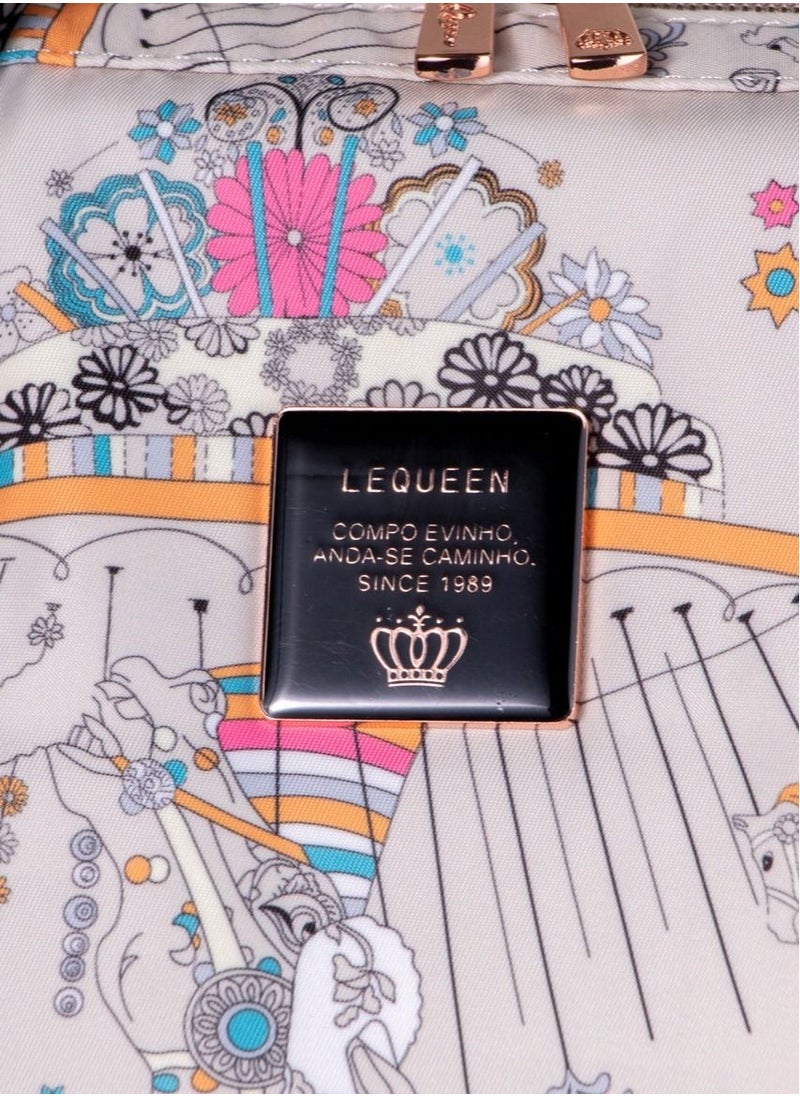 LEQUEEN
COMPO EVINHO,
ANDA-SE CAMINHO.
SINCE 1989